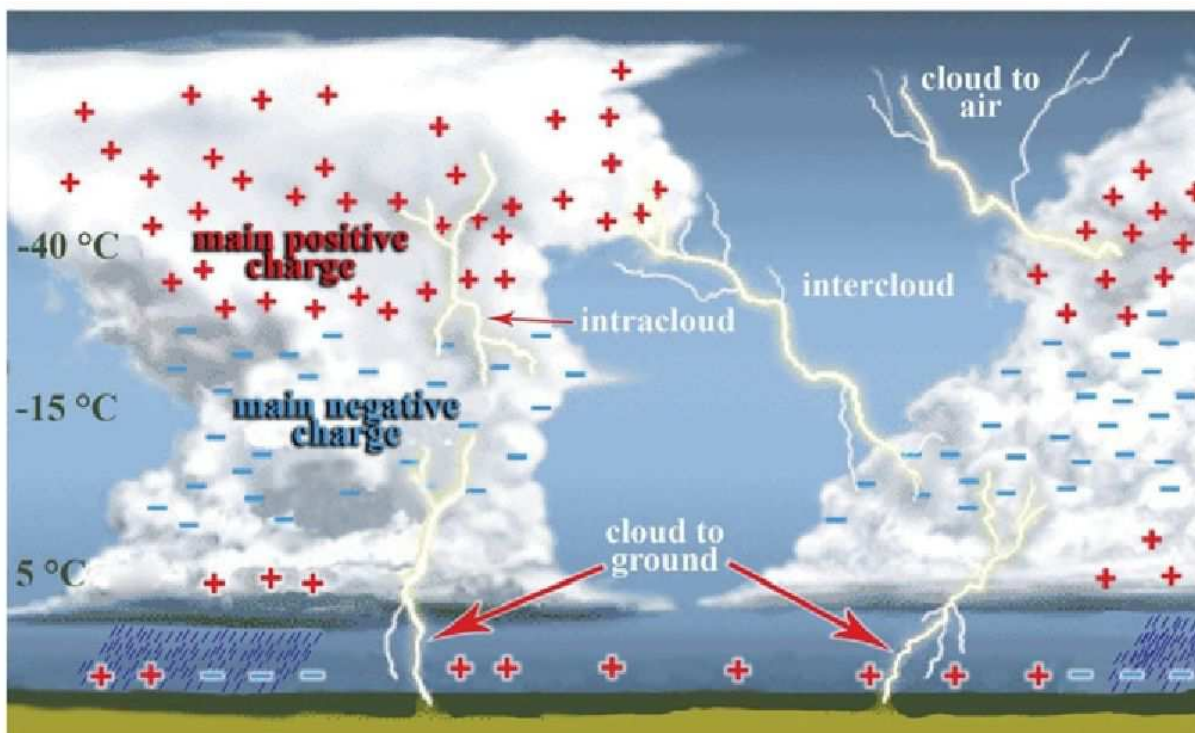 cloud to
air
main positive
charge
-40 °C
intercloud
intracloud
main negative
charge
-15 °C
cloud to
ground
5 °C